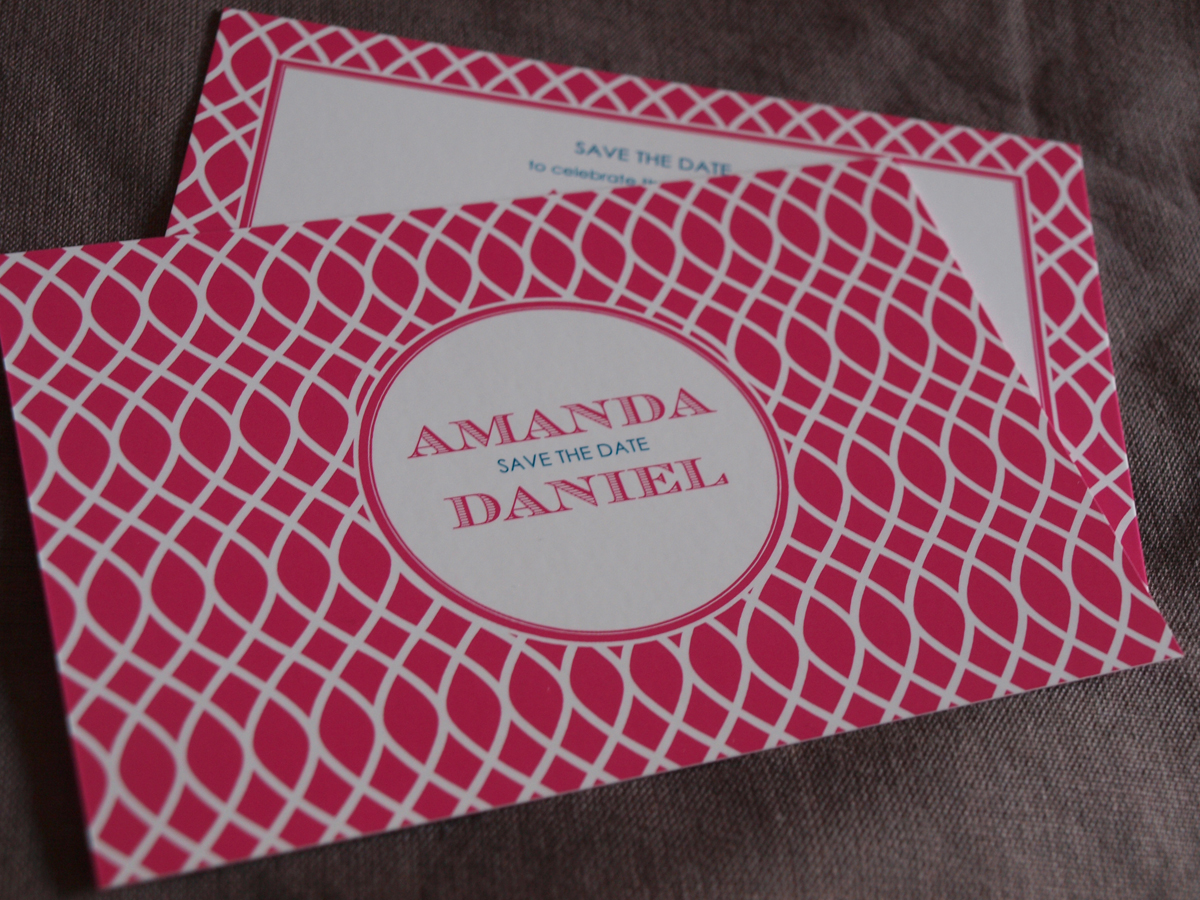 SAVE THE DATE
to celebrate
AMANDA
SAVE THE DATE
DANIEL